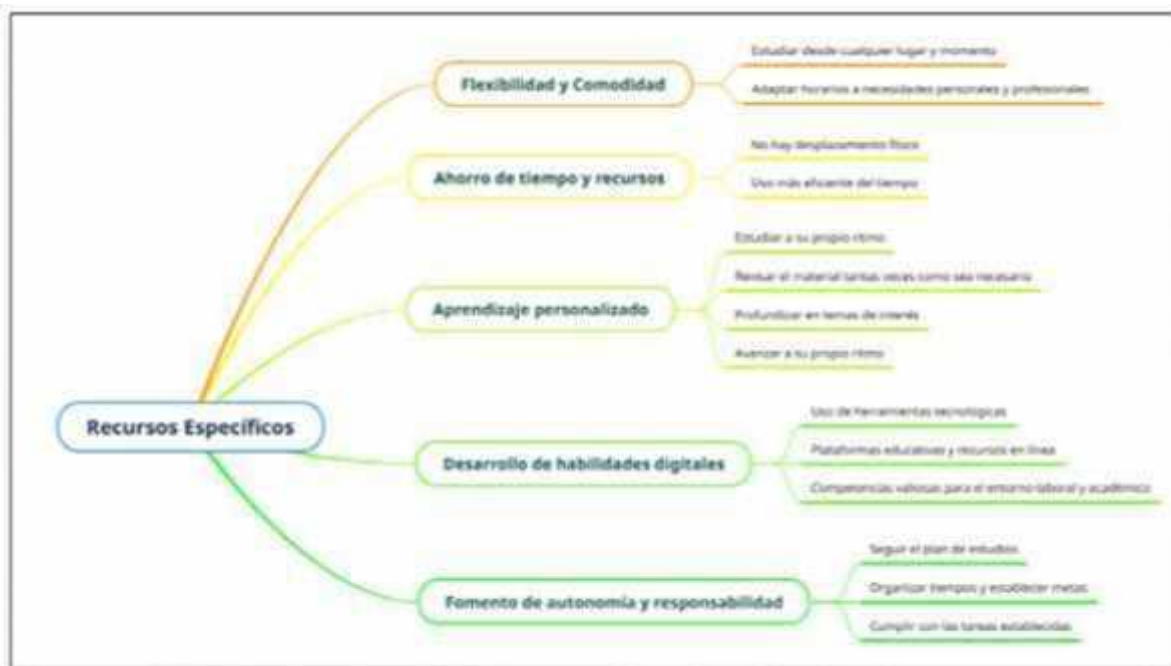 Recursos Específicos
Flexibilidad y Comodidad
Estudiar desde cualquier lugar y momento
Adaptar horarios a necesidades personales y profesionales
Ahorro de tiempo y recursos
No hay desplazamiento físico
Uso más eficiente del tiempo
Aprendizaje personalizado
Estudiar a su propio ritmo
Revisar el material tantas veces como sea necesario
Profundizar en temas de interés
Avanzar a su propio ritmo
Desarrollo de habilidades digitales
Uso de herramientas tecnológicas
Plataformas educativas y recursos en línea
Competencias valiosas para el entorno laboral y académico
Fomento de autonomía y responsabilidad
Seguir el plan de estudios
Organizar tiempos y establecer metas
Cumplir con las tareas establecidas